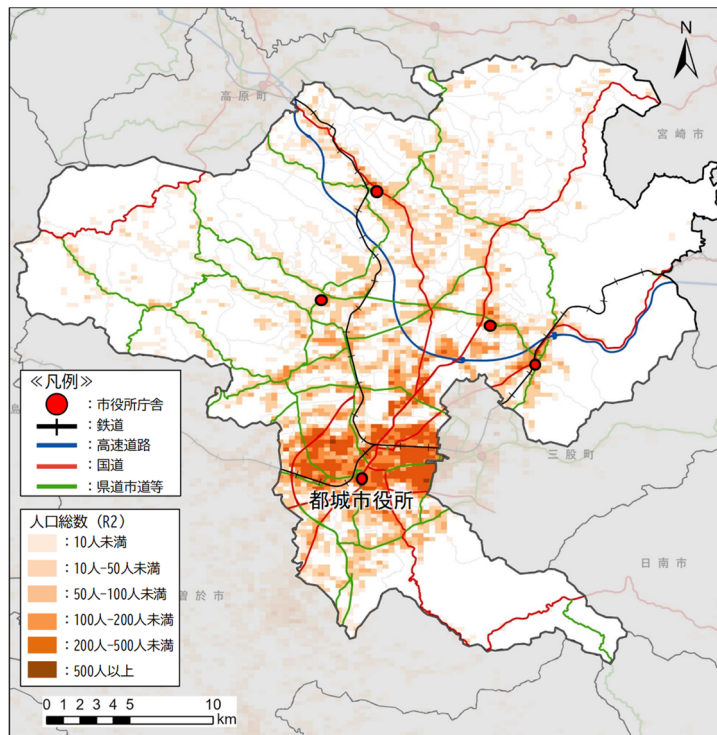 N
高原町
宮崎市
≪凡例≫
：市役所庁舎
：鉄道
：高速道路
：国道
：県道市道等
島
三股町
都城市役所
人口総数（R2）
：10人未満
：10人-50人未満
：50人-100人未満
：100人-200人未満
：200人-500人未満
：500人以上
曽於市
日南市
0 1 2 3 4 5 10
km